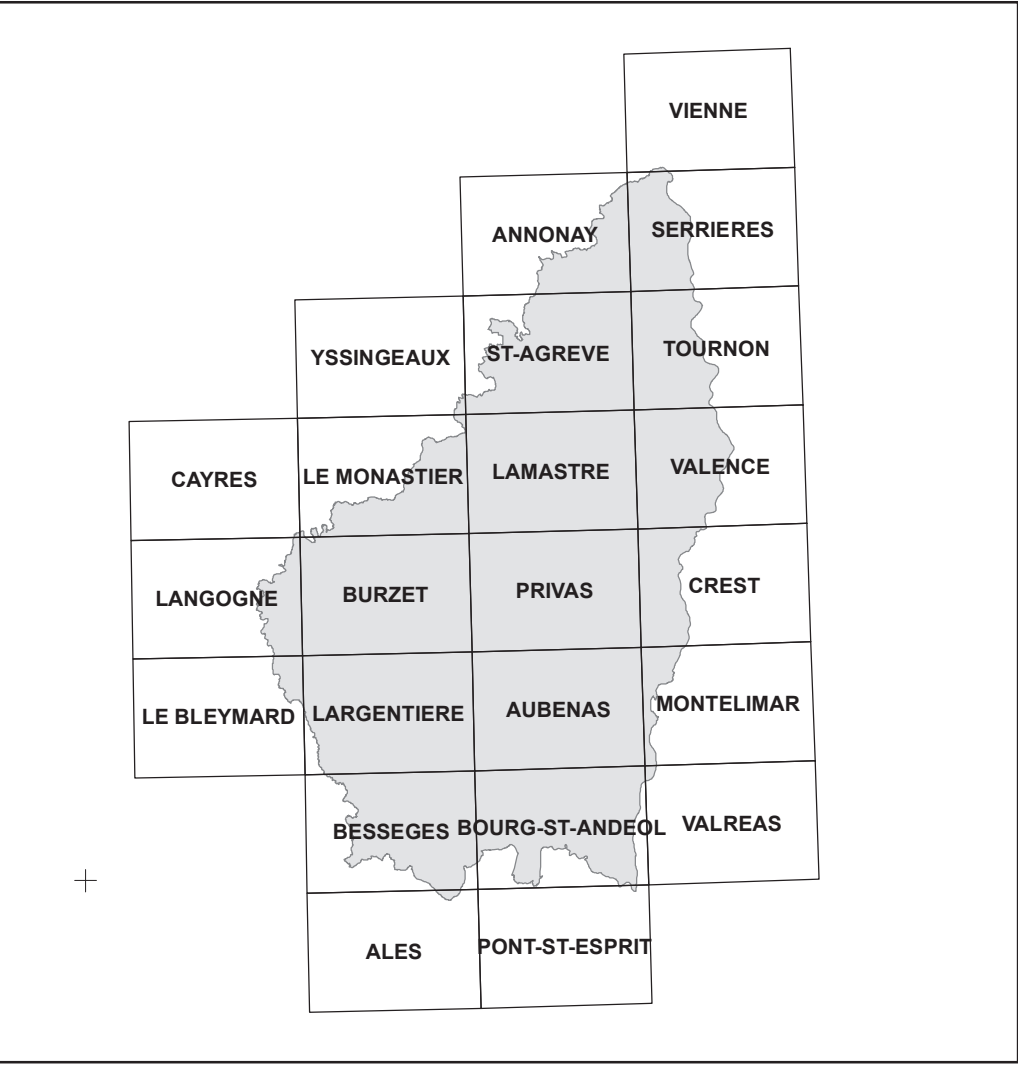 VIENNE
ANNONAY
SERRIERES
YSSINGEAUX
ST-AGREVE
TOURNON
CAYRES
LE MONASTIER
LAMASTRE
VALENCE
LANGOGNE
BURZET
PRIVAS
CREST
LE BLEYMARD
LARGENTIERE
AUBENAS
MONTELIMAR
BESSEGES
BOURG-ST-ANDEOL
VALREAS
ALES
PONT-ST-ESPRIT